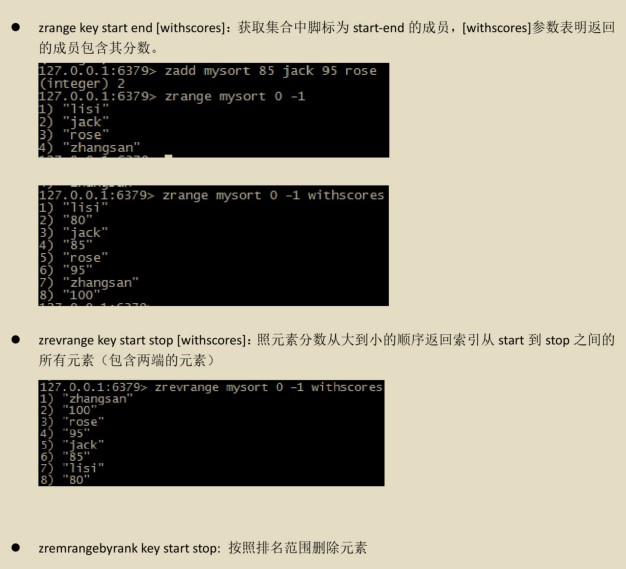 ● zrange key start end [withscores]：获取集合中脚标为 start-end 的成员，[withscores]参数表明返回
的成员包含其分数。
127.0.0.1:6379> zadd mysort 85 jack 95 rose
(integer) 2
127.0.0.1:6379> zrange mysort 0 -1
1) "lisi"
2) "jack"
3) "rose"
4) "zhangsan"
127.0.0.1:6379> zrange mysort 0 -1 withscores
1) "lisi"
2) "80"
3) "jack"
4) "85"
5) "rose"
6) "95"
7) "zhangsan"
8) "100"
● zrevrange key start stop [withscores]：照元素分数从大到小的顺序返回索引从 start 到 stop 之间的
所有元素（包含两端的元素）
127.0.0.1:6379> zrevrange mysort 0 -1 withscores
1) "zhangsan"
2) "100"
3) "rose"
4) "95"
5) "jack"
6) "85"
7) "lisi"
8) "80"
● zremrangebyrank key start stop: 按照排名范围删除元素